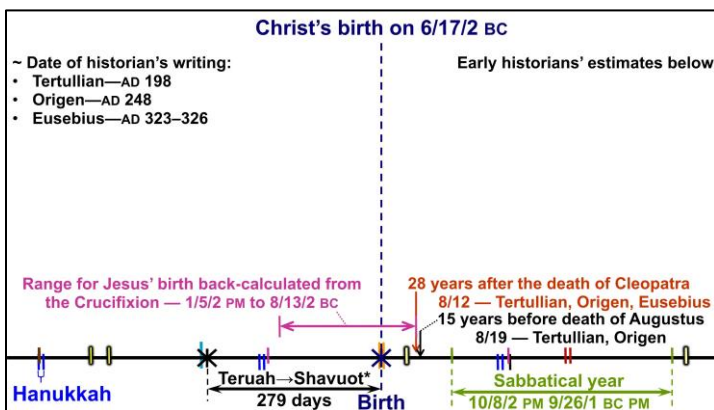 Christ's birth on 6/17/2 BC
~ Date of historian's writing:
• Tertullian—AD 198
• Origen—AD 248
• Eusebius—AD 323–326
Early historians' estimates below
Range for Jesus' birth back-calculated from
the Crucifixion — 1/5/2 PM to 8/13/2 BC
28 years after the death of Cleopatra
8/12 — Tertullian, Origen, Eusebius
15 years before death of Augustus
8/19 — Tertullian, Origen
Hanukkah
Teruah→Shavuot*
279 days
Birth
Sabbatical year
10/8/2 PM 9/26/1 BC PM